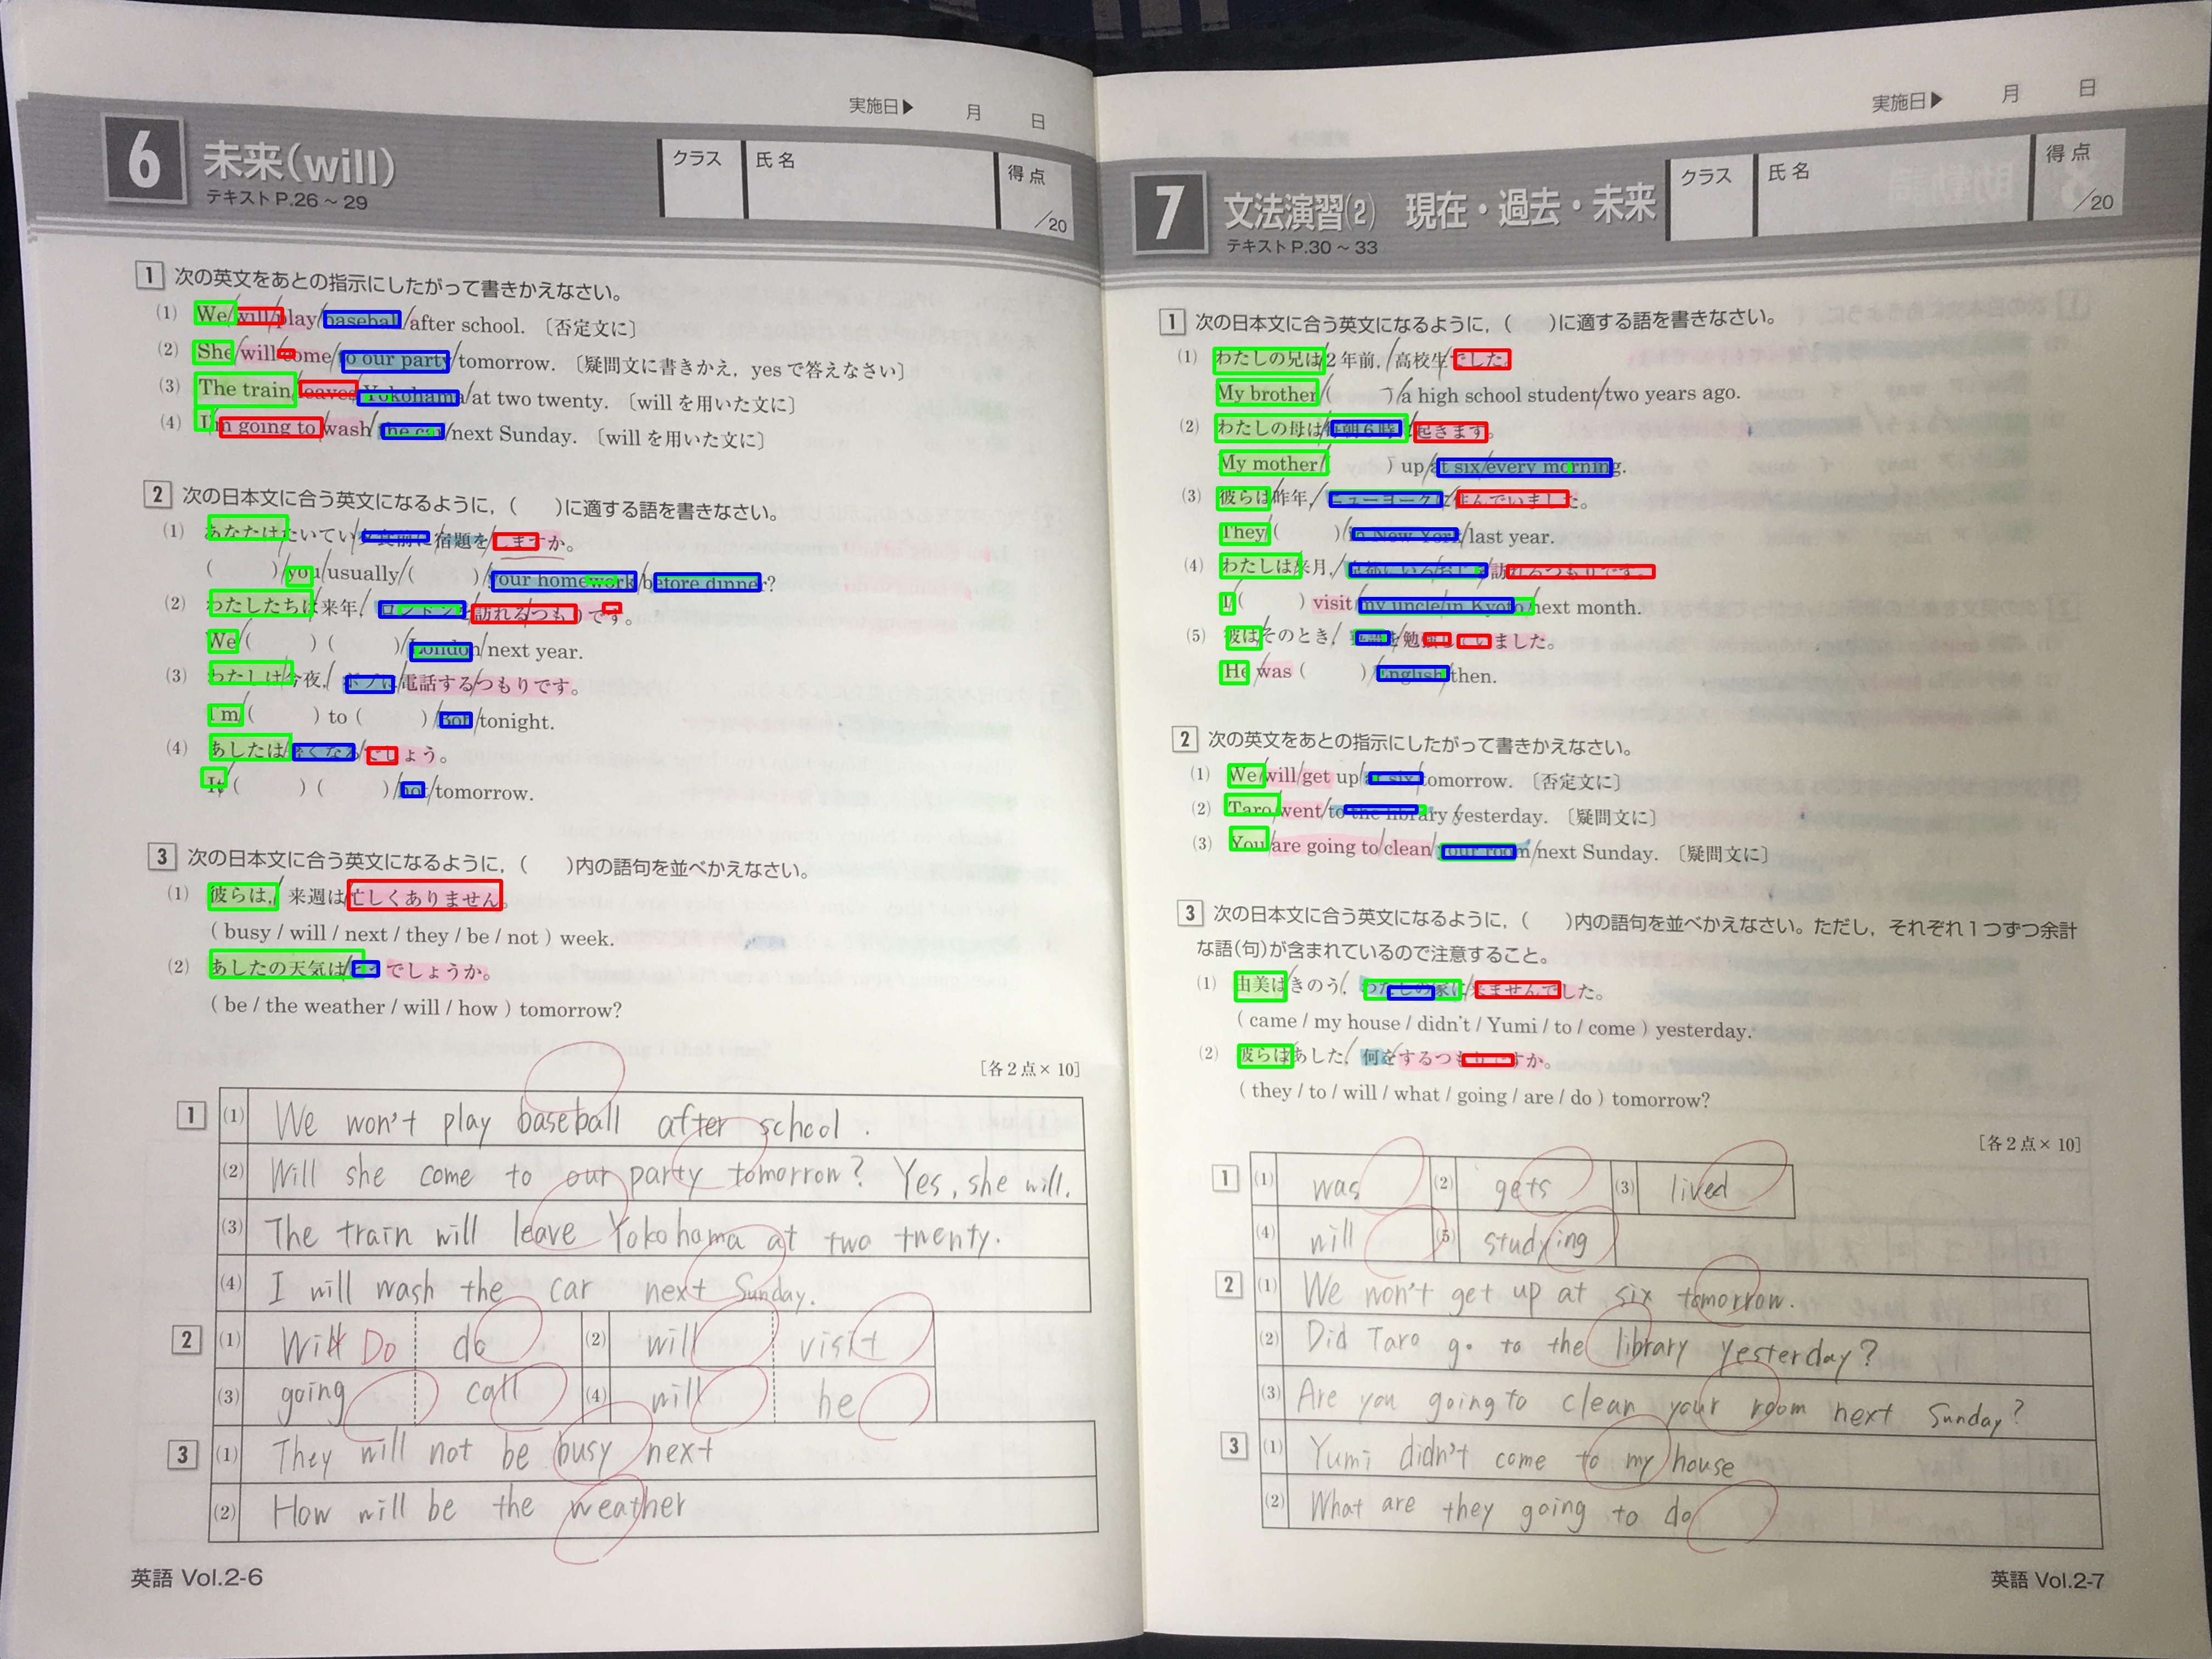 実施日▶ 月 日
6 未来(will)
テキスト P.26~29
クラス 氏名 得点 /20
1 次の英文をあとの指示にしたがって書きかえなさい。
(1) We/will/play/baseball/after school. 〔否定文に〕
(2) She/will/come/to our party/tomorrow. 〔疑問文に書きかえ, yesで答えなさい〕
(3) The train/leaves/Yokohama/at two twenty. 〔willを用いた文に〕
(4) I'm going to/wash/the car/next Sunday. 〔willを用いた文に〕
2 次の日本文に合う英文になるように, ( )に適する語を書きなさい。
(1) あなたはたいてい/夕食前に/宿題を/しますか。
( )/you/usually/( )/your homework/before dinner?
(2) わたしたちは/来年,/ロンドンを/訪れる/つもりです。
We/( ) ( )/London/next year.
(3) わたしは/今夜,/ボブに/電話する/つもりです。
I'm/( ) to ( )/Bob/tonight.
(4) あしたは/暑くなる/でしょう。
It/( ) ( )/hot/tomorrow.
3 次の日本文に合う英文になるように, ( )内の語句を並べかえなさい。
(1) 彼らは,/来週は/忙しくありません。
( busy / will / next / they / be / not ) week.
(2) あしたの天気は/どうでしょうか。
( be / the weather / will / how ) tomorrow?
[各2点×10]
1 (1) We won't play baseball after school.
(2) Will she come to our party tomorrow? Yes, she will.
(3) The train will leave Yokohama at two twenty.
(4) I will wash the car next Sunday.
2 (1) Will Do do (2) will visit
(3) going call (4) will be
3 (1) They will not be busy next
(2) How will be the weather
英語 Vol.2-6
実施日▶ 月 日
7 文法演習(2) 現在・過去・未来
テキスト P.30~33
クラス 氏名 得点 /20
1 次の日本文に合う英文になるように, ( )に適する語を書きなさい。
(1) わたしの兄は/2年前,/高校生/でした。
My brother/( )/a high school student/two years ago.
(2) わたしの母は/毎朝6時に/起きます。
My mother/( ) up/at six/every morning.
(3) 彼らは/昨年,/ニューヨークに/住んでいました。
They/( )/in New York/last year.
(4) わたしは/来月,/京都にいるおじを/訪れるつもりです。
I/( ) visit/my uncle/in Kyoto/next month.
(5) 彼は/そのとき,/英語を/勉強していました。
He/was ( )/English/then.
2 次の英文をあとの指示にしたがって書きかえなさい。
(1) We/will/get up/at six/tomorrow. 〔否定文に〕
(2) Taro/went/to the library/yesterday. 〔疑問文に〕
(3) You/are going to/clean/your room/next Sunday. 〔疑問文に〕
3 次の日本文に合う英文になるように, ( )内の語句を並べかえなさい。ただし, それぞれ1つずつ余計
な語(句)が含まれているので注意すること。
(1) 由美は/きのう,/わたしの家に/来ませんでした。
( came / my house / didn't / Yumi / to / come ) yesterday.
(2) 彼らは/あした,/何を/するつもりですか。
( they / to / will / what / going / are / do ) tomorrow?
[各2点×10]
1 (1) was (2) gets (3) lived
(4) will (5) studying
2 (1) We won't get up at six tomorrow.
(2) Did Taro go to the library yesterday?
(3) Are you going to clean your room next Sunday?
3 (1) Yumi didn't come to my house
(2) What are they going to do
英語 Vol.2-7